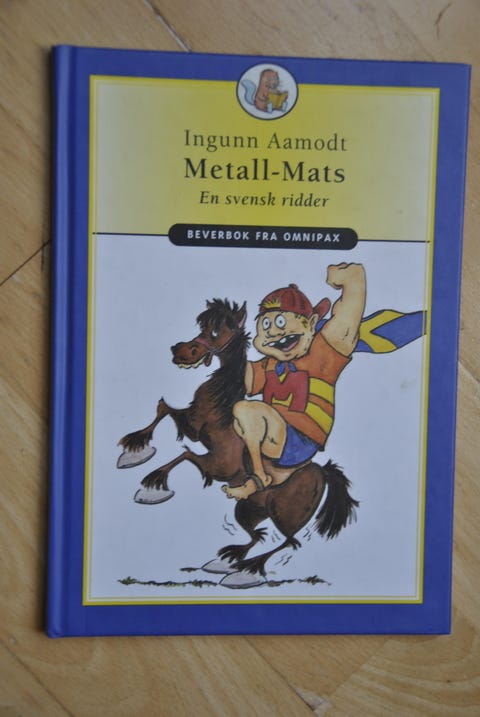 Ingunn Aamodt
Metall-Mats
En svensk ridder
BEVERBOK FRA OMNIPAX
M